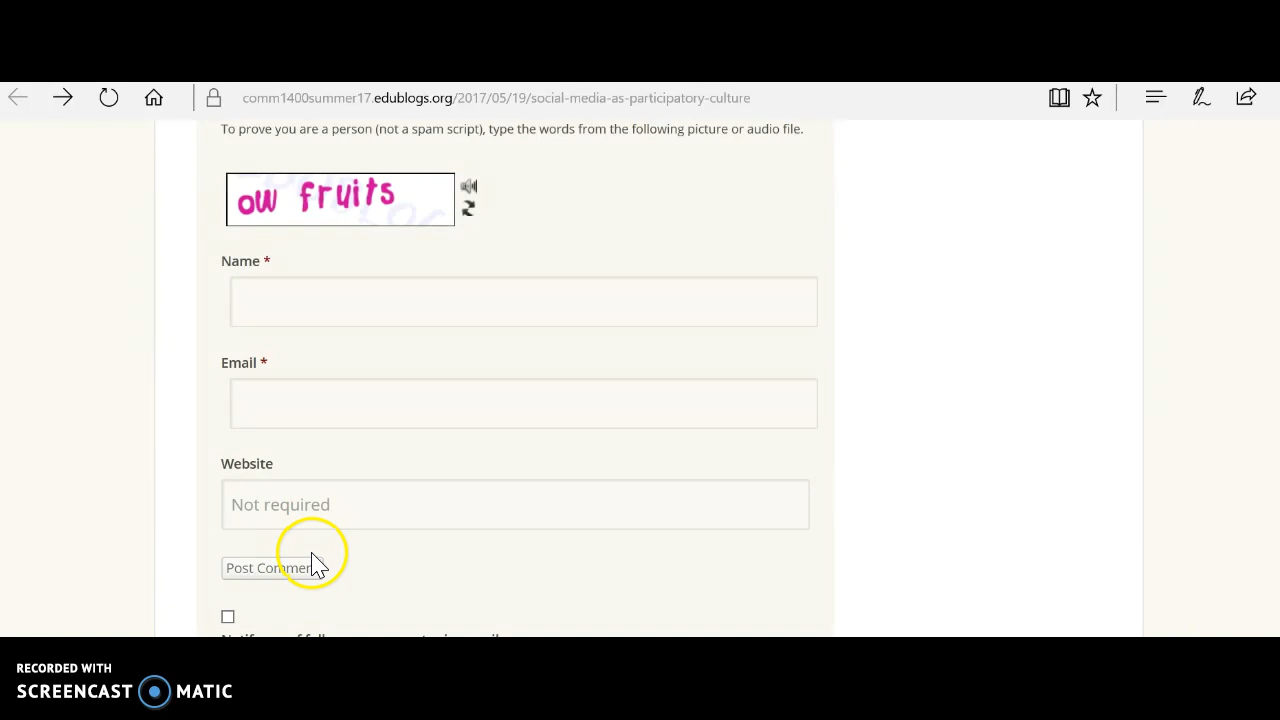 comm1400summer17.edublogs.org/2017/05/19/social-media-as-participatory-culture
To prove you are a person (not a spam script), type the words from the following picture or audio file.
ow fruits
Name *
Email *
Website
Not required
Post Comment
RECORDED WITH
SCREENCAST MATIC